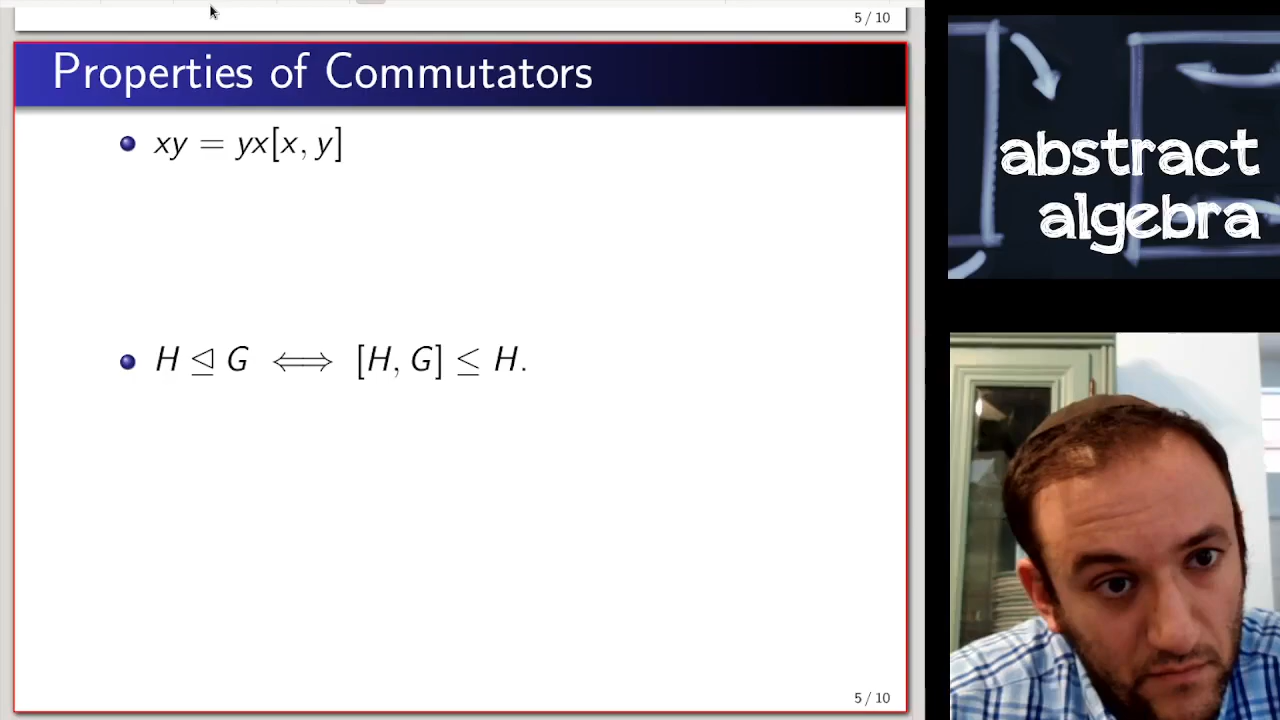 5 / 10
Properties of Commutators
xy = yx[x, y]
H ⊴ G ⟺ [H, G] ≤ H.
5 / 10
abstract
algebra